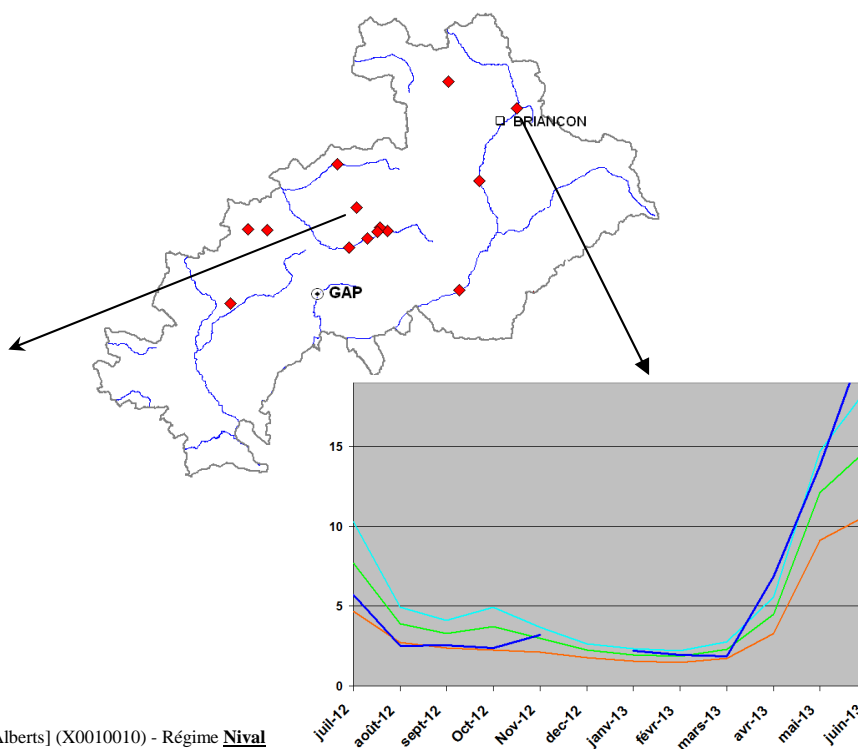 BRIANCON
GAP
15
10
5
0
juil-12
août-12
sept-12
Oct-12
Nov-12
dec-12
janv-13
févr-13
mars-13
avr-13
mai-13
juin-13
Alberts] (X0010010) - Régime Nival